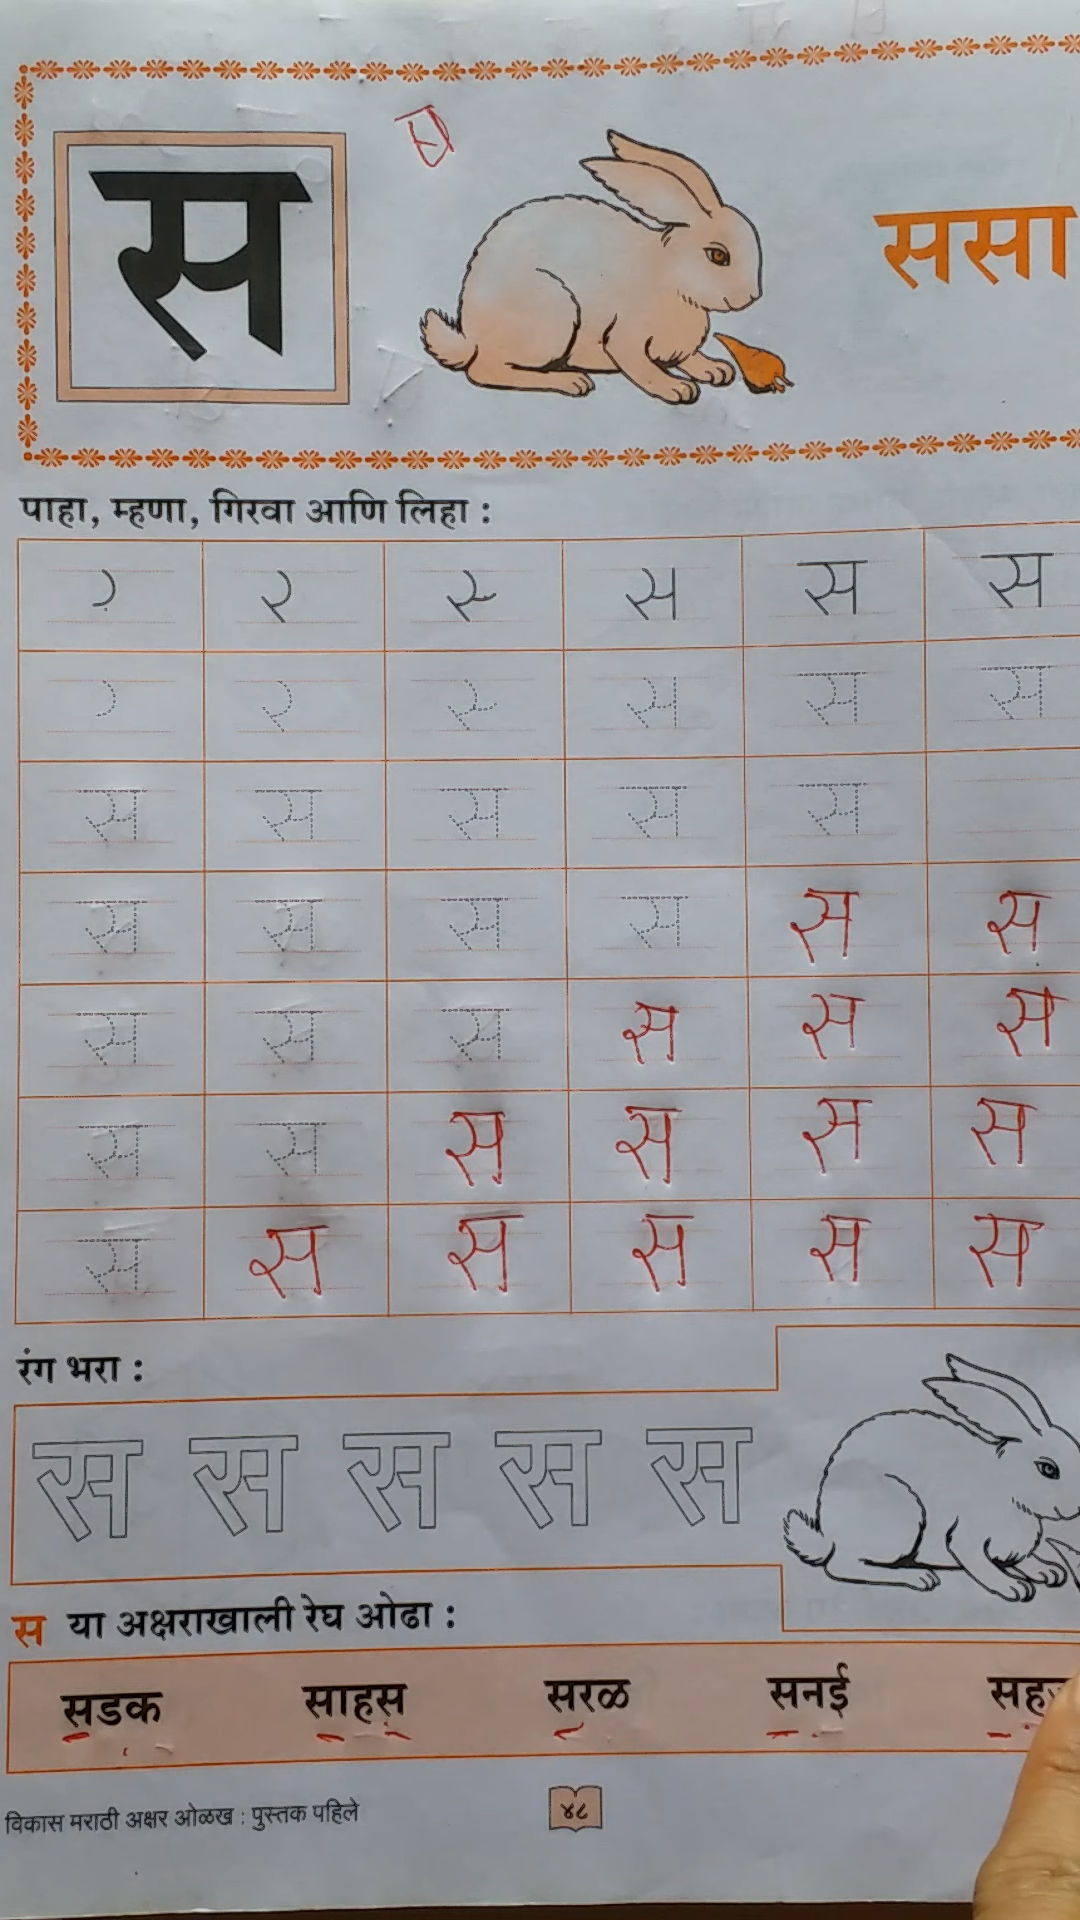 स
ससा
पाहा, म्हणा, गिरवा आणि लिहा :
स स स
स स
स स स स स
स स स स स स
स स स स स स
स स स स स स
स स स स स स
रंग भरा :
स स स स स
स या अक्षराखाली रेघ ओढा :
सडक साहस सरळ सनई
विकास मराठी अक्षर ओळख : पुस्तक पहिले
४८